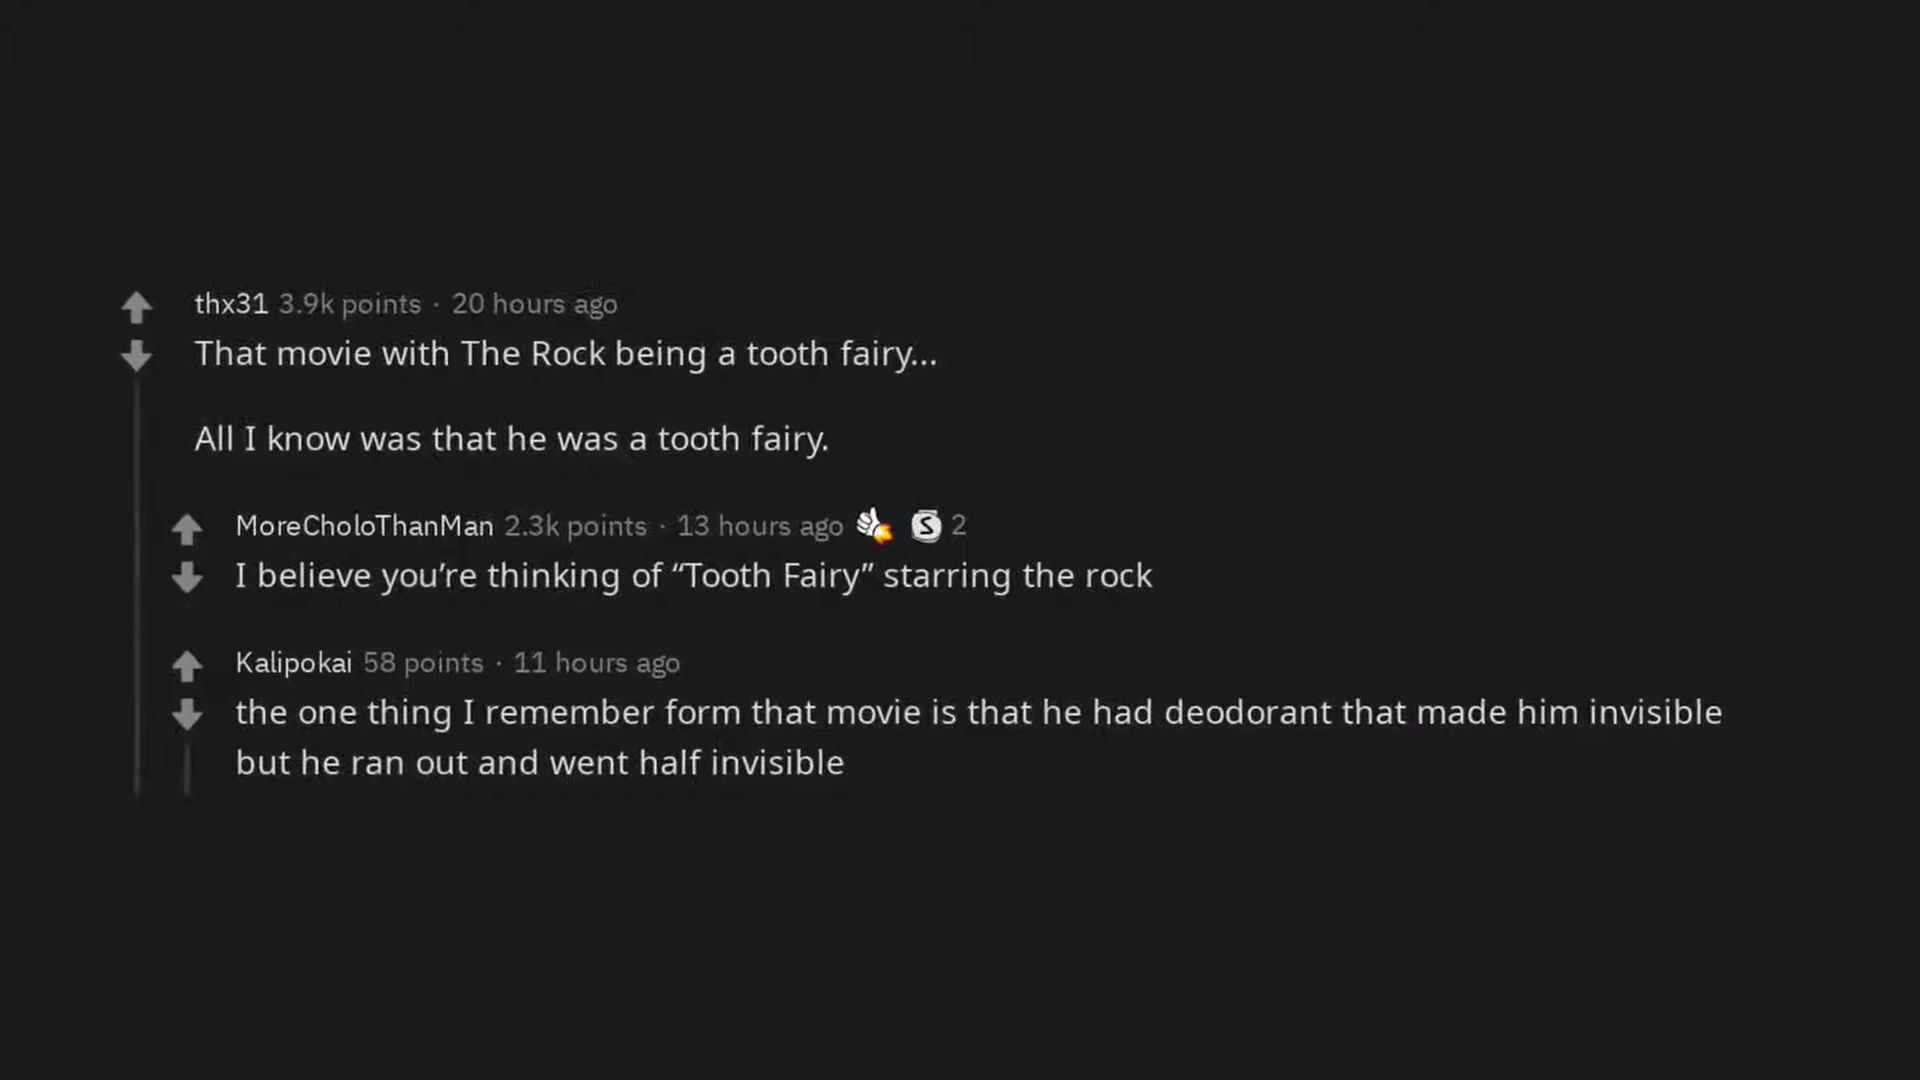 thx31 3.9k points · 20 hours ago
That movie with The Rock being a tooth fairy...
All I know was that he was a tooth fairy.
MoreCholoThanMan 2.3k points · 13 hours ago S 2
I believe you’re thinking of “Tooth Fairy” starring the rock
Kalipokai 58 points · 11 hours ago
the one thing I remember form that movie is that he had deodorant that made him invisible
but he ran out and went half invisible